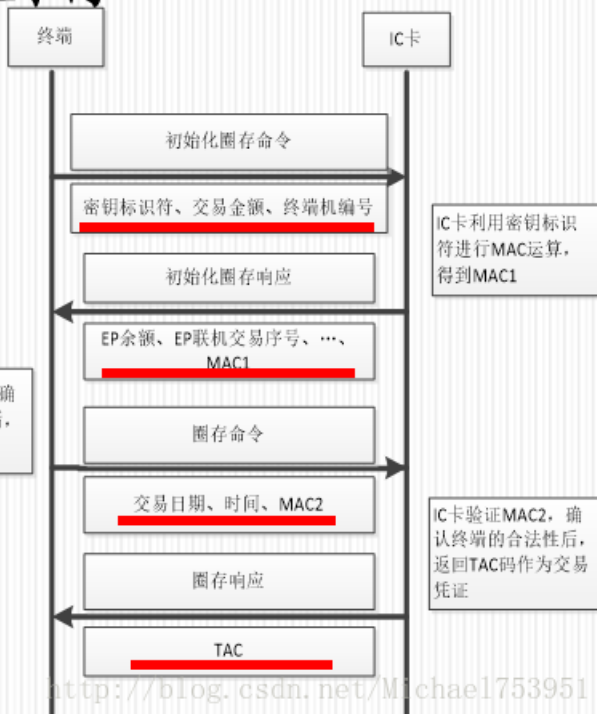 终端
IC卡
初始化圈存命令
密钥标识符、交易金额、终端机编号
IC卡利用密钥标识
符进行MAC运算，
得到MAC1
初始化圈存响应
EP余额、EP联机交易序号、…、
MAC1
确
，
圈存命令
交易日期、时间、MAC2
IC卡验证MAC2，确
认终端的合法性后，
返回TAC码作为交易
凭证
圈存响应
TAC
http://blog.csdn.net/Michael753951